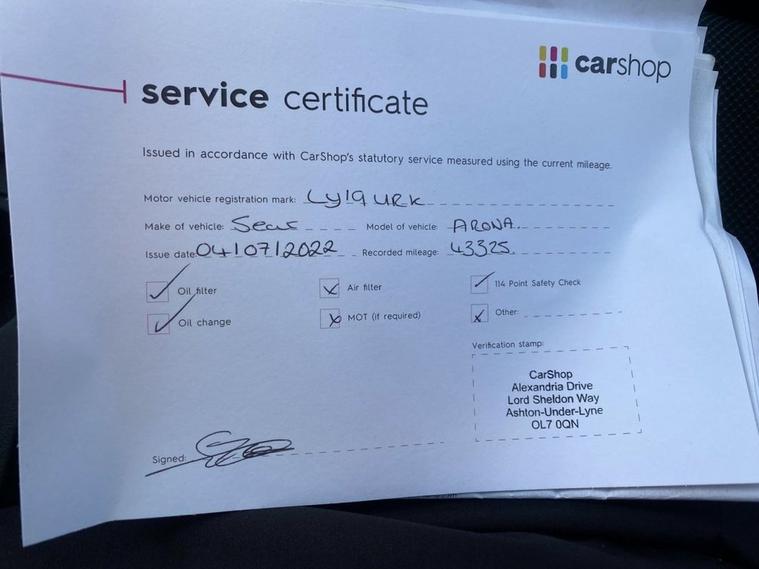 carshop
service certificate
Issued in accordance with CarShop's statutory service measured using the current mileage.
Motor vehicle registration mark: LY19 URK
Make of vehicle: Seat Model of vehicle: ARONA
Issue date: 04/07/2022 Recorded mileage: 43325
Oil filter Air filter 114 Point Safety Check
Oil change MOT (if required) Other:
Verification stamp:
CarShop
Alexandria Drive
Lord Sheldon Way
Ashton-Under-Lyne
OL7 0QN
Signed: